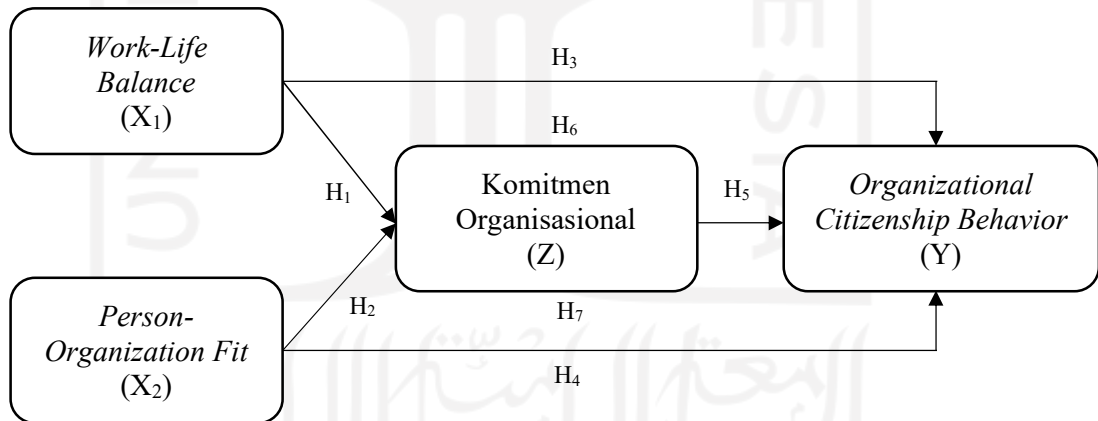 Work-Life
Balance
(X₁)
H₃
H₆
H₁
Komitmen
Organisasional
(Z)
H₅
Organizational
Citizenship Behavior
(Y)
H₂
H₇
Person-
Organization Fit
(X₂)
H₄